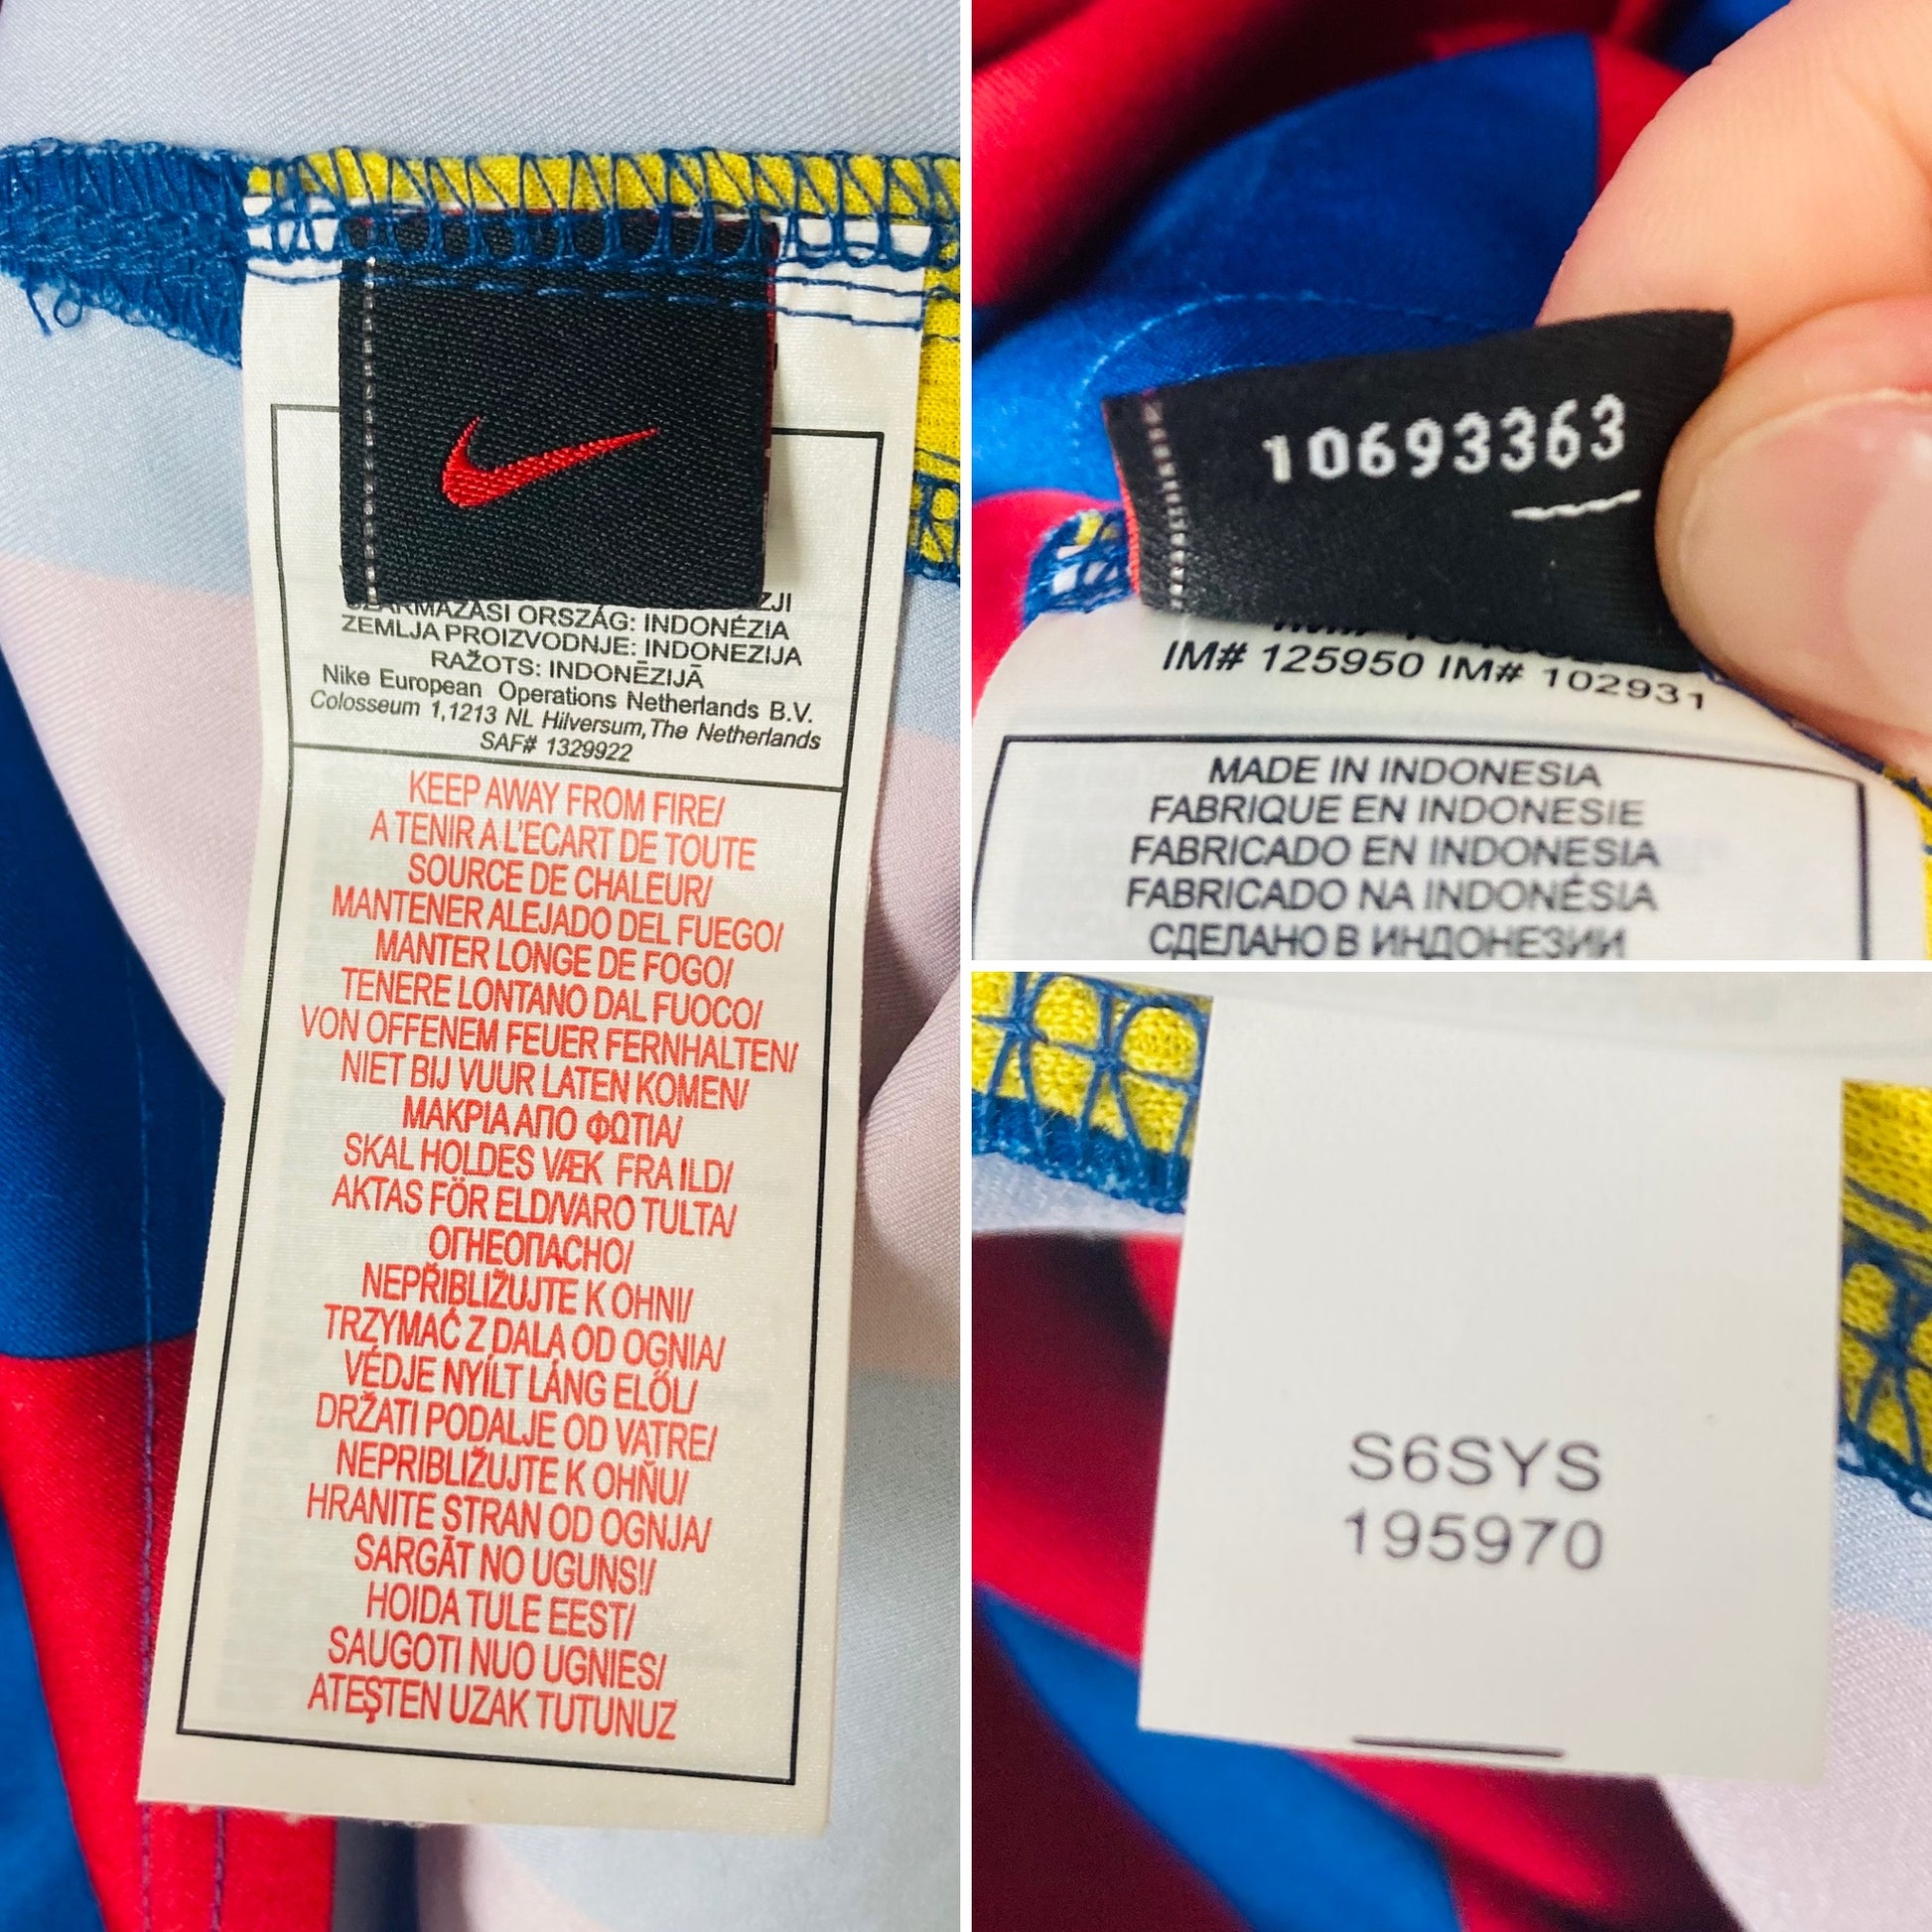 SZÁRMAZÁSI ORSZÁG: INDONÉZIA
ZEMLJA PROIZVODNJE: INDONEZIJA
RAŽOTS: INDONĒZIJĀ
Nike European Operations Netherlands B.V.
Colosseum 1,1213 NL Hilversum,The Netherlands
SAF# 1329922
KEEP AWAY FROM FIRE/
A TENIR A L'ECART DE TOUTE
SOURCE DE CHALEUR/
MANTENER ALEJADO DEL FUEGO/
MANTER LONGE DE FOGO/
TENERE LONTANO DAL FUOCO/
VON OFFENEM FEUER FERNHALTEN/
NIET BIJ VUUR LATEN KOMEN/
ΜΑΚΡΙΑ ΑΠΟ ΦΩΤΙΑ/
SKAL HOLDES VÆK FRA ILD/
AKTAS FÖR ELD/VARO TULTA/
ОГНЕОПАСНО/
NEPŘIBLIŽUJTE K OHNI/
TRZYMAĆ Z DALA OD OGNIA/
VÉDJE NYÍLT LÁNG ELŐL/
DRŽATI PODALJE OD VATRE/
NEPRIBLIŽUJTE K OHŇU/
HRANITE STRAN OD OGNJA/
SARGĀT NO UGUNS!/
HOIDA TULE EEST/
SAUGOTI NUO UGNIES/
ATEŞTEN UZAK TUTUNUZ
10693363
IM# 125950 IM# 102931
MADE IN INDONESIA
FABRIQUE EN INDONESIE
FABRICADO EN INDONESIA
FABRICADO NA INDONÉSIA
СДЕЛАНО В ИНДОНЕЗИИ
S6SYS
195970